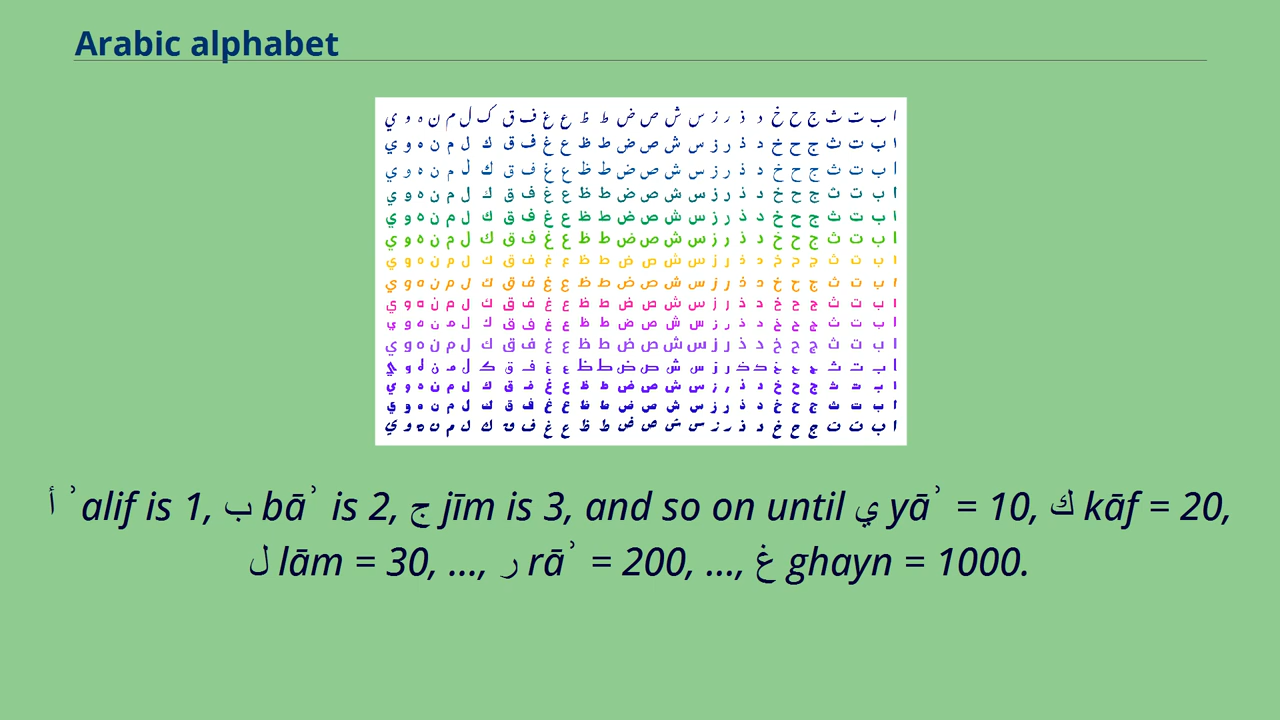 Arabic alphabet
ا ب ت ث ج ح خ د ذ ر ز س ش ص ض ط ظ ع غ ف ق ک ل م ن ه و ي
ا ب ت ث ج ح خ د ذ ر ز س ش ص ض ط ظ ع غ ف ق ك ل م ن ه و ي
ا ب ت ث ج ح خ د ذ ر ز س ش ص ض ط ظ ع غ ف ق ك ل م ن ه و ي
ا ب ت ث ج ح خ د ذ ر ز س ش ص ض ط ظ ع غ ف ق ك ل م ن ه و ي
ا ب ت ث ج ح خ د ذ ر ز س ش ص ض ط ظ ع غ ف ق ك ل م ن ه و ي
ا ب ت ث ج ح خ د ذ ر ز س ش ص ض ط ظ ع غ ف ق ك ل م ن ه و ي
ا ب ت ث ج ح خ د ذ ر ز س ش ص ض ط ظ ع غ ف ق ك ل م ن ه و ي
ا ب ت ث ج ح خ د ذ ر ز س ش ص ض ط ظ ع غ ف ق ك ل م ن ه و ي
ا ب ت ث ج ح خ د ذ ر ز س ش ص ض ط ظ ع غ ف ق ك ل م ن ه و ي
ا ب ت ث ج ح خ د ذ ر ز س ش ص ض ط ظ ع غ ف ق ك ل م ن ه و ي
ا ب ت ث ج ح خ د ذ ر ز س ش ص ض ط ظ ع غ ف ق ك ل م ن ه و ي
ا ب ت ث ج ح خ د ذ ر ز س ش ص ض ط ظ ع غ ف ق ك ل م ن ه و ي
ا ب ت ث ج ح خ د ذ ر ز س ش ص ض ط ظ ع غ ف ق ك ل م ن ه و ي
ا ب ت ث ج ح خ د ذ ر ز س ش ص ض ط ظ ع غ ف ق ك ل م ن ه و ي
ا ب ت ث ج ح خ د ذ ر ز س ش ص ض ط ظ ع غ ف ق ك ل م ن ه و ي
أ ʾalif is 1, ب bāʾ is 2, ج jīm is 3, and so on until ي yāʾ = 10, ك kāf = 20,
ل lām = 30, ..., ر rāʾ = 200, ..., غ ghayn = 1000.